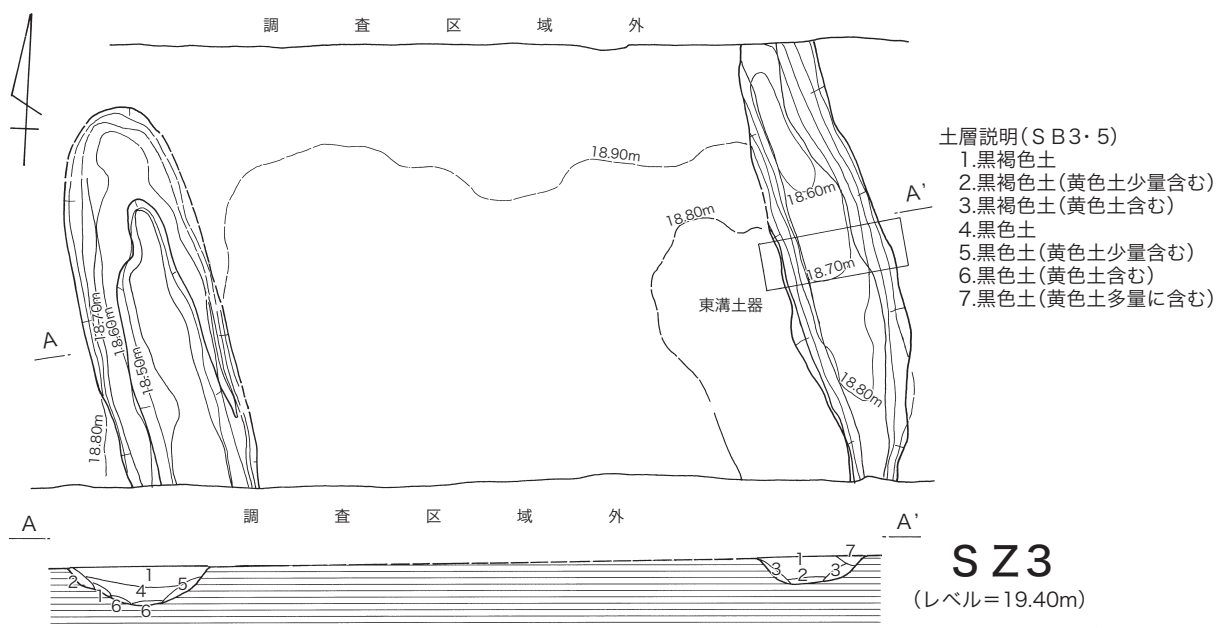 調査区域外
18.90m
18.80m
18.60m
A'
18.70m
東溝土器
18.70m
18.60m
18.50m
A
18.80m
18.80m
土層説明(SB3・5)
1.黒褐色土
2.黒褐色土(黄色土少量含む)
3.黒褐色土(黄色土含む)
4.黒色土
5.黒色土(黄色土少量含む)
6.黒色土(黄色土含む)
7.黒色土(黄色土多量に含む)
調査区域外
A
A'
2
1
1
4
5
6
6
3
1
2
3
7
SZ3
(レベル=19.40m)